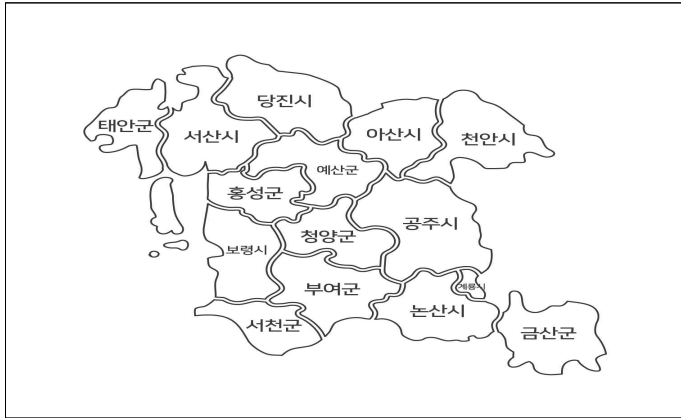 당진시
태안군
서산시
아산시
천안시
예산군
홍성군
공주시
청양군
보령시
부여군
계룡시
논산시
서천군
금산군